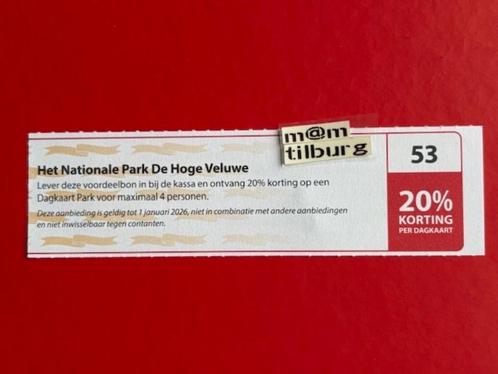 m@m
tilburg
Het Nationale Park De Hoge Veluwe
Lever deze voordeelbon in bij de kassa en ontvang 20% korting op een
Dagkaart Park voor maximaal 4 personen.
Deze aanbieding is geldig tot 1 januari 2026, niet in combinatie met andere aanbiedingen
en niet inwisselbaar tegen contanten.
53
20%
KORTING
PER DAGKAART